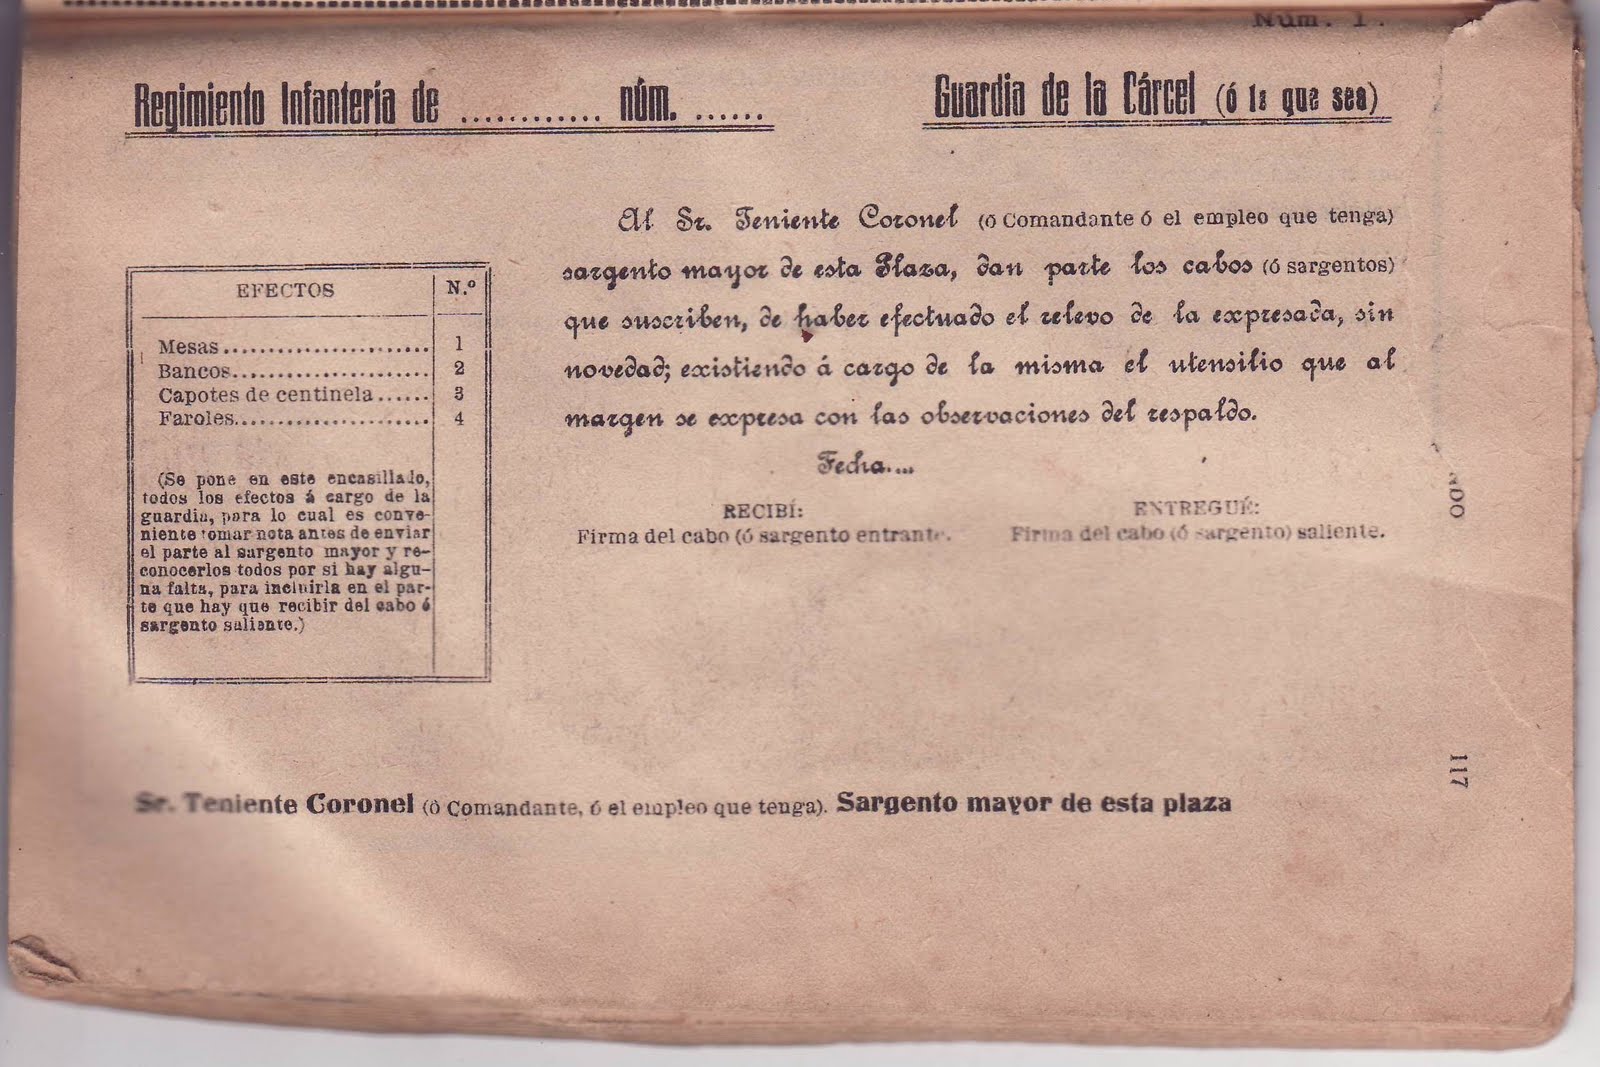 Núm. 1.
Regimiento Infantería de ............ núm. ......
Guardia de la Cárcel (ó la que sea)
Al Sr. Teniente Coronel (ó Comandante ó el empleo que tenga)
sargento mayor de esta Plaza, dan parte los cabos (ó sargentos)
que suscriben, de haber efectuado el relevo de la expresada, sin
novedad; existiendo á cargo de la misma el utensilio que al
margen se expresa con las observaciones del respaldo.
Fecha....
RECIBÍ:
Firma del cabo (ó sargento entrante.
ENTREGUÉ:
Firma del cabo (ó sargento) saliente.
EFECTOS N.º
Mesas....................... 1
Bancos..................... 2
Capotes de centinela...... 3
Faroles...................... 4
(Se pone en este encasillado,
todos los efectos á cargo de la
guardia, para lo cual es conve-
niente tomar nota antes de enviar
el parte al sargento mayor y re-
conocerlos todos por si hay algu-
na falta, para incluirla en el par-
te que hay que recibir del cabo ó
sargento saliente.)
Sr. Teniente Coronel (ó Comandante, ó el empleo que tenga). Sargento mayor de esta plaza
117